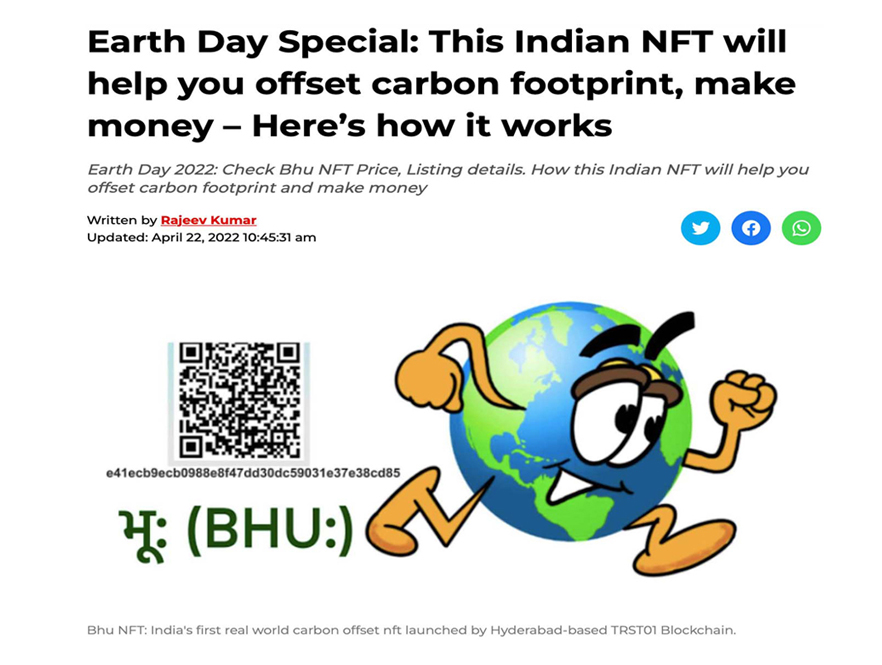 Earth Day Special: This Indian NFT will
help you offset carbon footprint, make
money – Here’s how it works
Earth Day 2022: Check Bhu NFT Price, Listing details. How this Indian NFT will help you
offset carbon footprint and make money
Written by Rajeev Kumar
Updated: April 22, 2022 10:45:31 am
e41ecb9ecb0988e8f47dd30dc59031e37e38cd85
भू: (BHU:)
Bhu NFT: India's first real world carbon offset nft launched by Hyderabad-based TRST01 Blockchain.